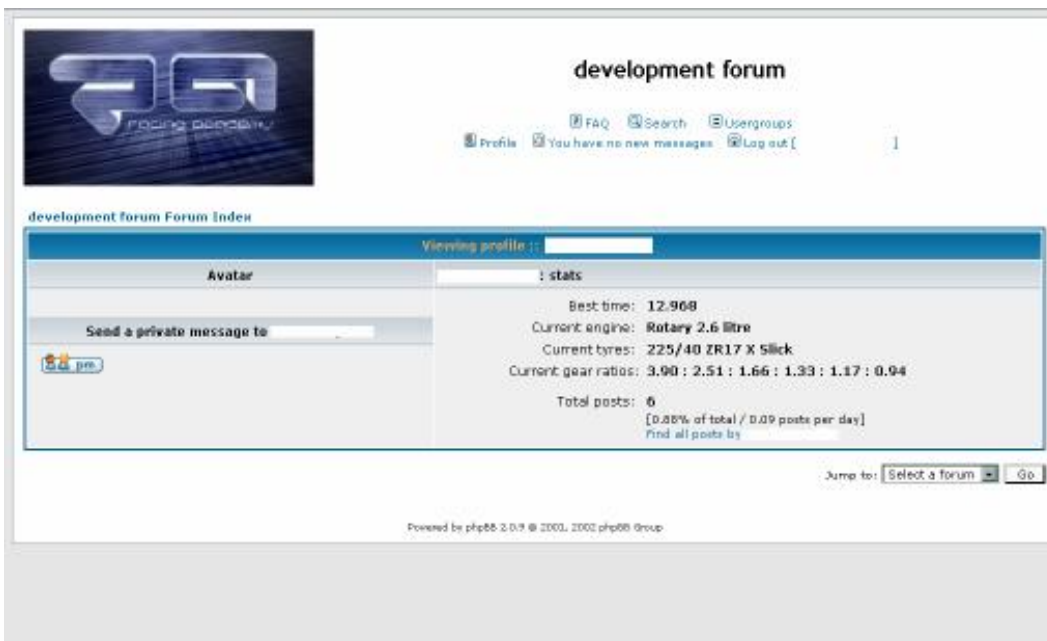 racing academy
development forum
FAQ Search Usergroups
Profile You have no new messages Log out [ ]
development forum Forum Index
Viewing profile ::
Avatar
: stats
Send a private message to
pm
Best time: 12.968
Current engine: Rotary 2.6 litre
Current tyres: 225/40 ZR17 X Slick
Current gear ratios: 3.90 : 2.51 : 1.66 : 1.33 : 1.17 : 0.94
Total posts: 6
[0.88% of total / 0.09 posts per day]
Find all posts by
Jump to: Select a forum Go
Powered by phpBB 2.0.9 © 2001, 2002 phpBB Group